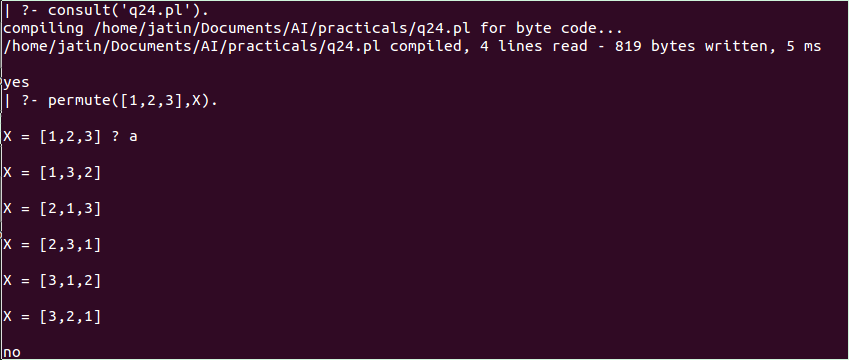 | ?- consult('q24.pl').
compiling /home/jatin/Documents/AI/practicals/q24.pl for byte code...
/home/jatin/Documents/AI/practicals/q24.pl compiled, 4 lines read - 819 bytes written, 5 ms
yes
| ?- permute([1,2,3],X).
X = [1,2,3] ? a
X = [1,3,2]
X = [2,1,3]
X = [2,3,1]
X = [3,1,2]
X = [3,2,1]
no